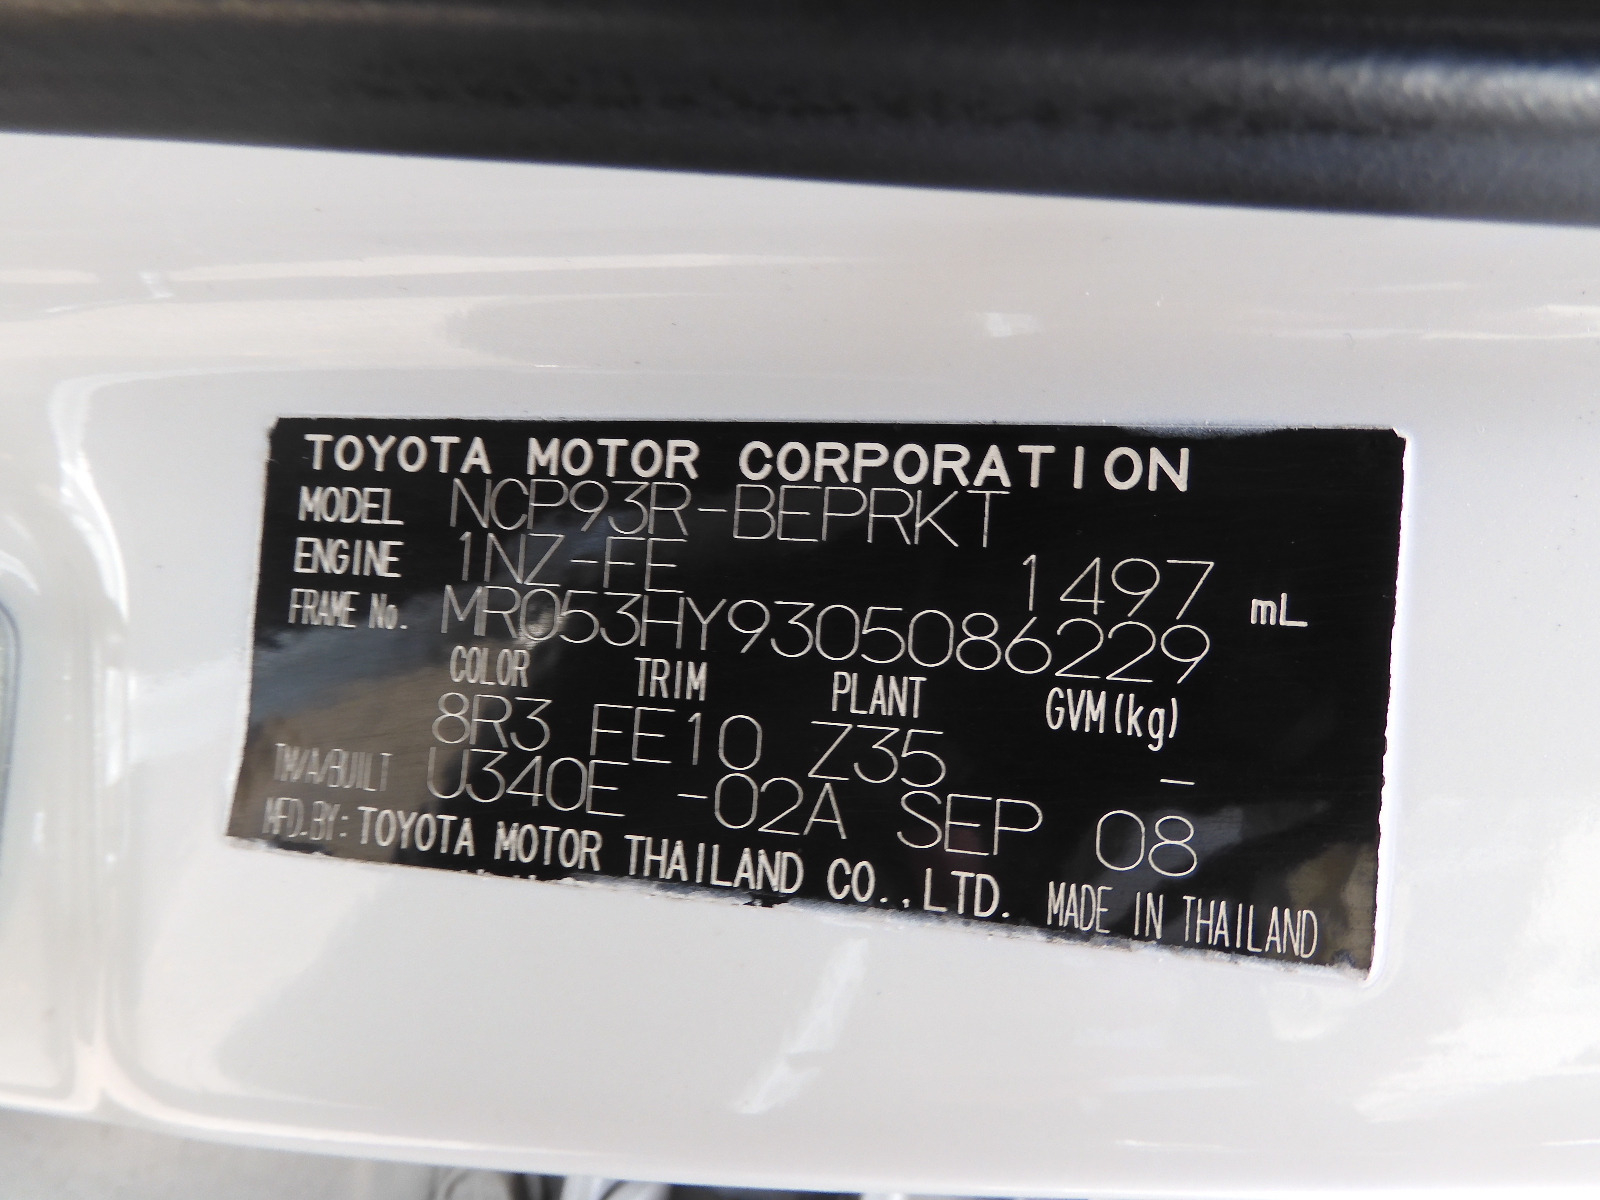 TOYOTA MOTOR CORPORATION
MODEL NCP93R-BEPRKT
ENGINE 1NZ-FE 1497 mL
FRAME No. MR053HY9305086229
COLOR TRIM PLANT GVM(kg)
8R3 FE10 Z35 -
TM/A/BUILT U340E -02A SEP 08
MFD.BY: TOYOTA MOTOR THAILAND CO.,LTD. MADE IN THAILAND